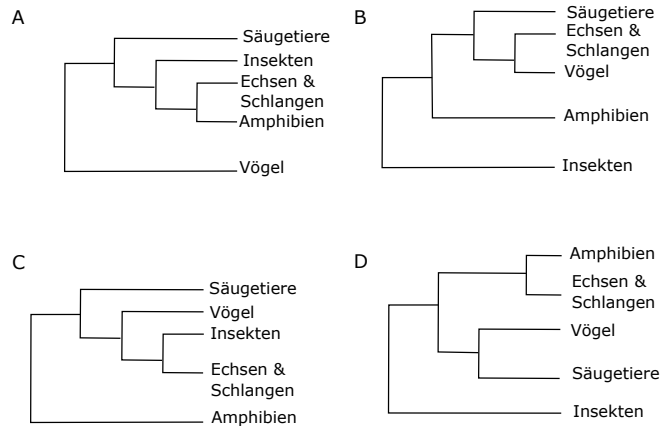 A
Säugetiere
Insekten
Echsen &
Schlangen
Amphibien
Vögel
B
Säugetiere
Echsen &
Schlangen
Vögel
Amphibien
Insekten
C
Säugetiere
Vögel
Insekten
Echsen &
Schlangen
Amphibien
D
Amphibien
Echsen &
Schlangen
Vögel
Säugetiere
Insekten